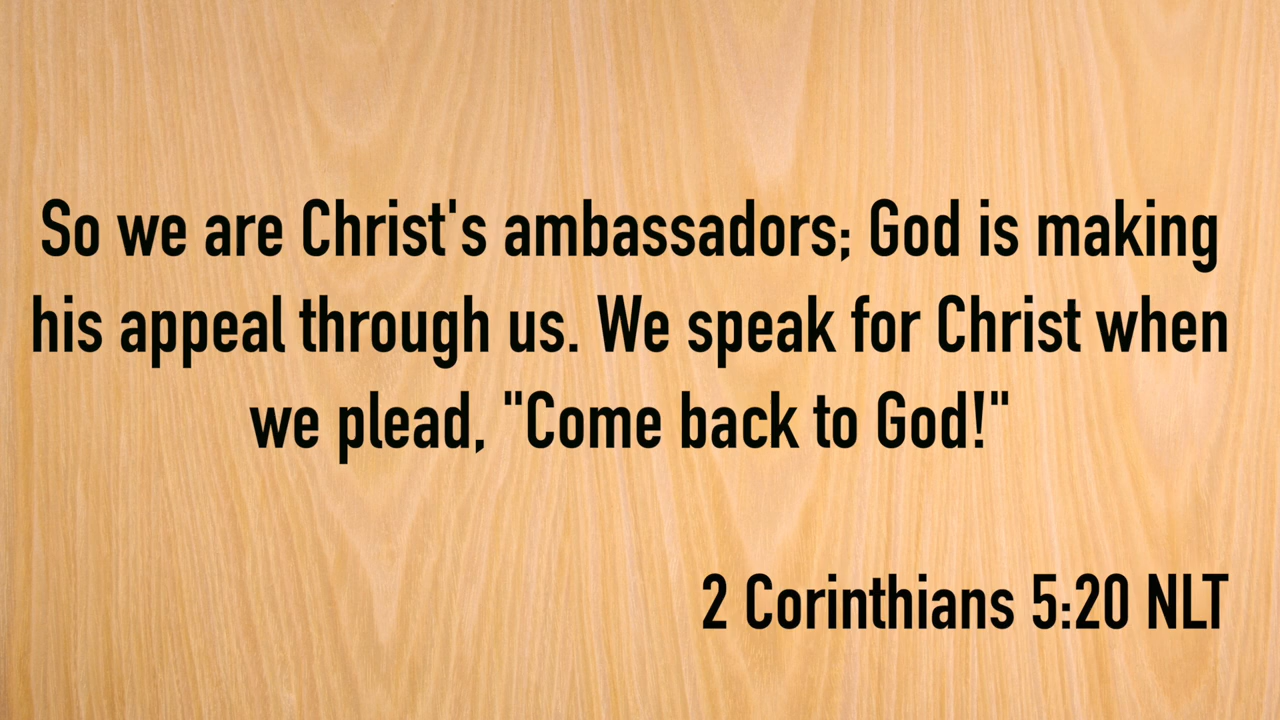 So we are Christ's ambassadors; God is making
his appeal through us. We speak for Christ when
we plead, "Come back to God!"
2 Corinthians 5:20 NLT